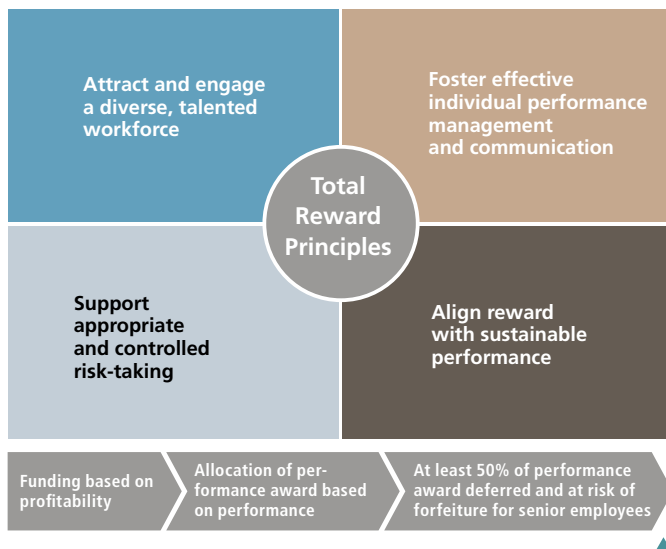 Attract and engage
a diverse, talented
workforce
Foster effective
individual performance
management
and communication
Total
Reward
Principles
Support
appropriate
and controlled
risk-taking
Align reward
with sustainable
performance
Funding based on
profitability
Allocation of per-
formance award based
on performance
At least 50% of performance
award deferred and at risk of
forfeiture for senior employees